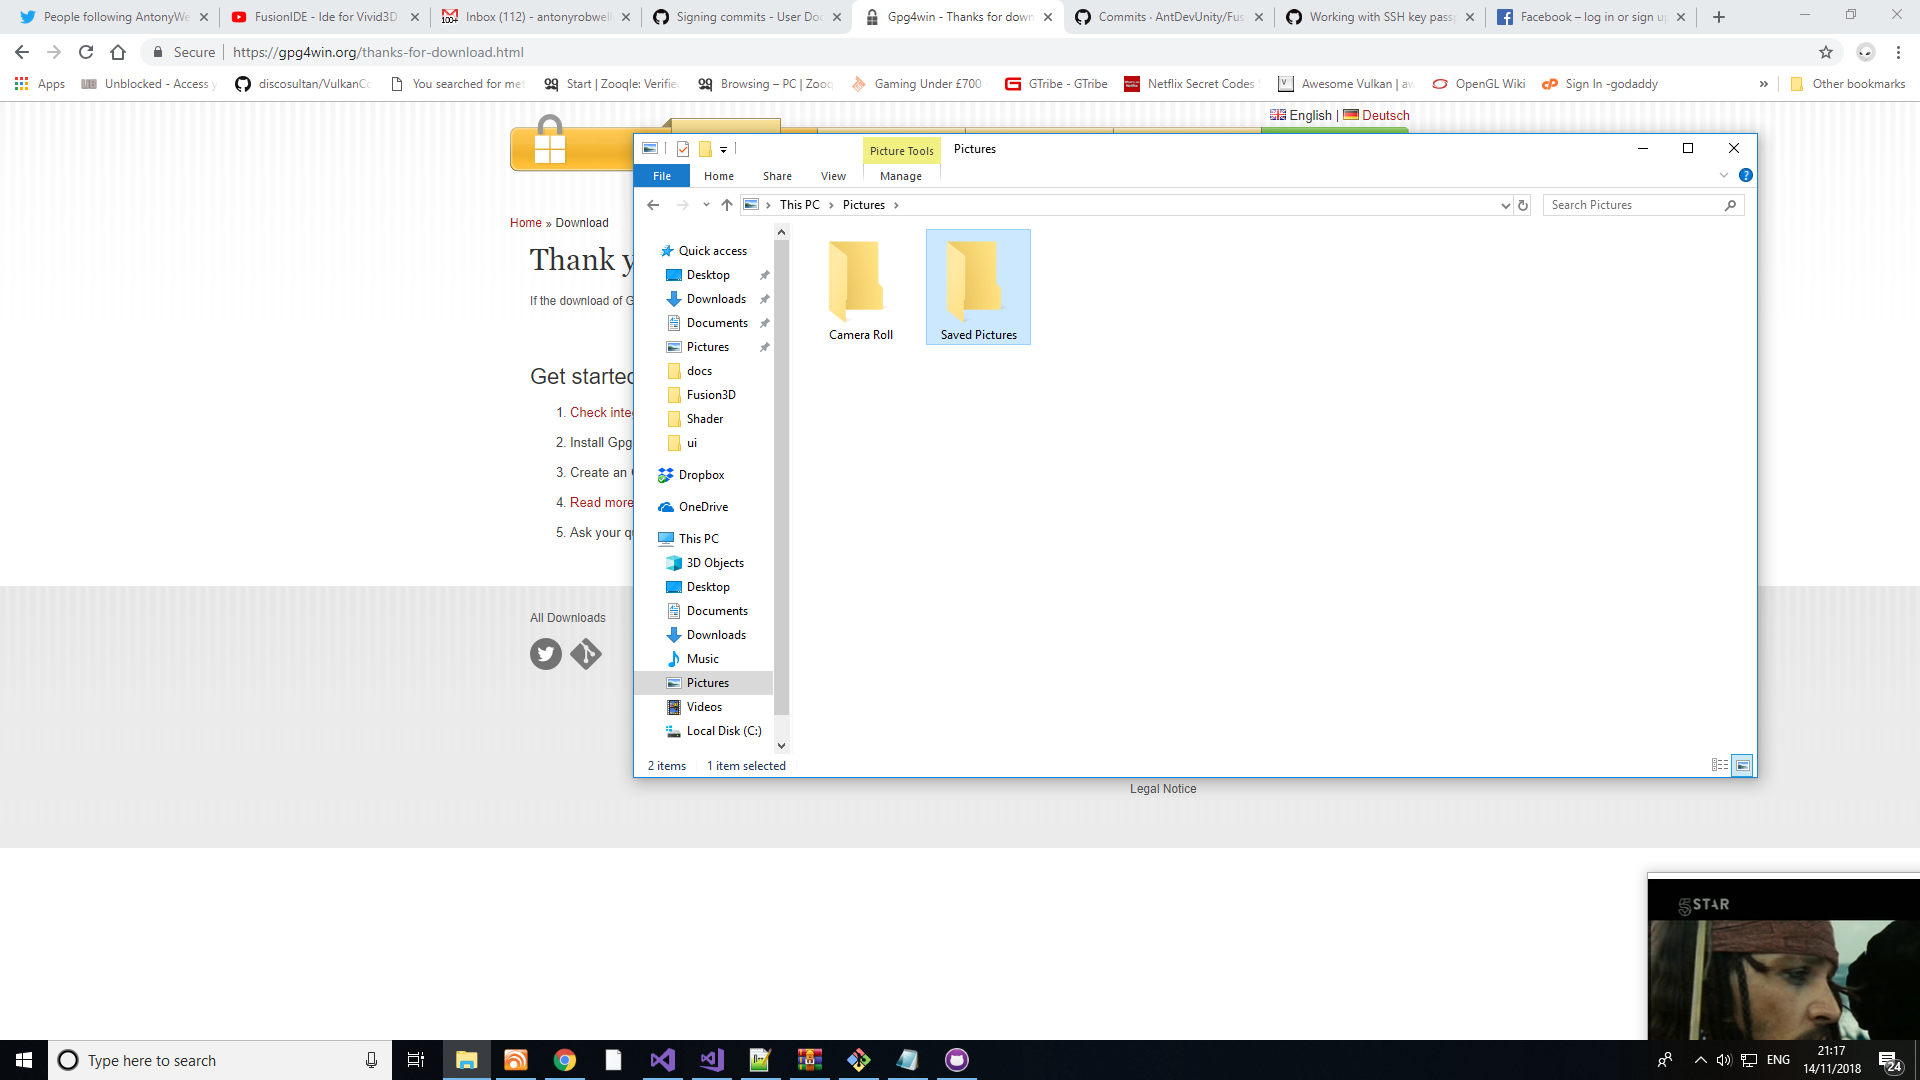 People following AntonyWe
FusionIDE - Ide for Vivid3D
Inbox (112) - antonyrobwell
Signing commits - User Doc
Gpg4win - Thanks for down
Commits · AntDevUnity/Fus
Working with SSH key pass
Facebook – log in or sign up
Secure
https://gpg4win.org/thanks-for-download.html
Apps
Unblocked - Access y
discosultan/VulkanCo
You searched for met
Start | Zooqle: Verifie
Browsing – PC | Zooq
Gaming Under £700
GTribe - GTribe
Netflix Secret Codes
Awesome Vulkan | aw
OpenGL Wiki
Sign In -godaddy
»
Other bookmarks
English | Deutsch
Home » Download
Thank y
If the download of G
Get started
1. Check integ
2. Install Gpg
3. Create an
4. Read more
5. Ask your qu
All Downloads
Legal Notice
Picture Tools
Pictures
File
Home
Share
View
Manage
This PC
Pictures
Search Pictures
Quick access
Desktop
Downloads
Documents
Pictures
docs
Fusion3D
Shader
ui
Dropbox
OneDrive
This PC
3D Objects
Desktop
Documents
Downloads
Music
Pictures
Videos
Local Disk (C:)
Camera Roll
Saved Pictures
2 items
1 item selected
5STAR
Type here to search
ENG
21:17
14/11/2018
24